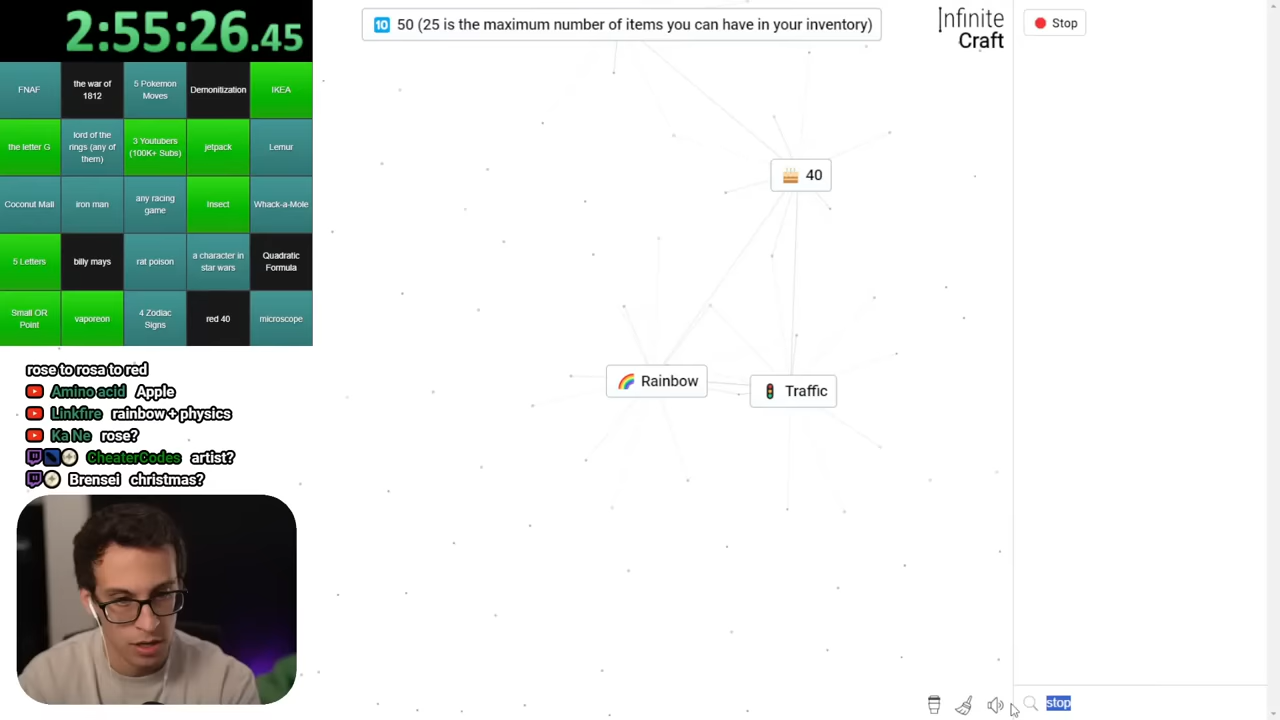 2:55:26.45
FNAF
the war of
1812
5 Pokemon
Moves
Demonitization
IKEA
the letter G
lord of the
rings (any of
them)
3 Youtubers
(100K+ Subs)
jetpack
Lemur
Coconut Mall
iron man
any racing
game
Insect
Whack-a-Mole
5 Letters
billy mays
rat poison
a character in
star wars
Quadratic
Formula
Small OR
Point
vaporeon
4 Zodiac
Signs
red 40
microscope
rose to rosa to red
Amino acid Apple
Linkfire rainbow + physics
Ka Ne rose?
CheaterCodes artist?
Brensei christmas?
10 50 (25 is the maximum number of items you can have in your inventory)
40
Rainbow
Traffic
Infinite
Craft
Stop
stop